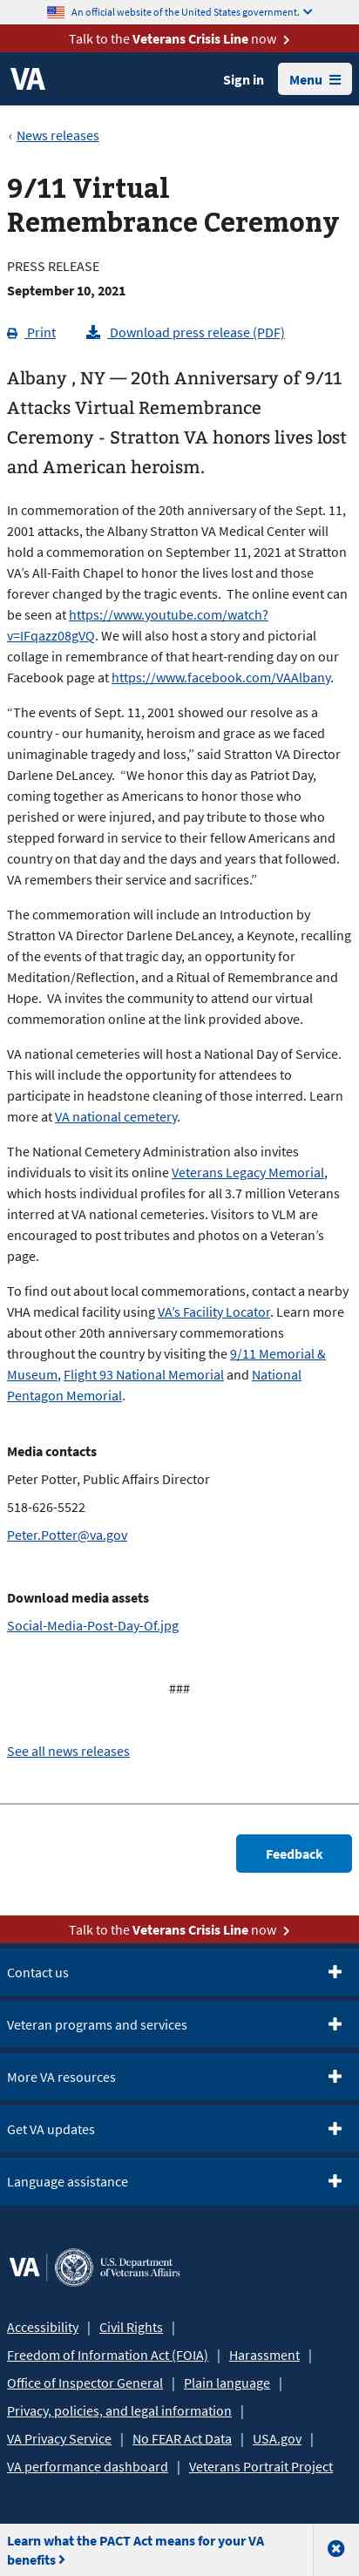 An official website of the United States government.
Talk to the Veterans Crisis Line now
VA
Sign in
Menu
‹ News releases
9/11 Virtual
Remembrance Ceremony
PRESS RELEASE
September 10, 2021
Print
Download press release (PDF)
Albany , NY — 20th Anniversary of 9/11
Attacks Virtual Remembrance
Ceremony - Stratton VA honors lives lost
and American heroism.
In commemoration of the 20th anniversary of the Sept. 11,
2001 attacks, the Albany Stratton VA Medical Center will
hold a commemoration on September 11, 2021 at Stratton
VA’s All-Faith Chapel to honor the lives lost and those
forever changed by the tragic events.  The online event can
be seen at https://www.youtube.com/watch?
v=IFqazz08gVQ. We will also host a story and pictorial
collage in remembrance of that heart-rending day on our
Facebook page at https://www.facebook.com/VAAlbany.
“The events of Sept. 11, 2001 showed our resolve as a
country - our humanity, heroism and grace as we faced
unimaginable tragedy and loss,” said Stratton VA Director
Darlene DeLancey.  “We honor this day as Patriot Day,
coming together as Americans to honor those who
perished or were injured, and pay tribute to those who
stepped forward in service to their fellow Americans and
country on that day and the days and years that followed.
VA remembers their service and sacrifices.”
The commemoration will include an Introduction by
Stratton VA Director Darlene DeLancey, a Keynote, recalling
of the events of that tragic day, an opportunity for
Meditation/Reflection, and a Ritual of Remembrance and
Hope.  VA invites the community to attend our virtual
commemoration online at the link provided above.
VA national cemeteries will host a National Day of Service.
This will include the opportunity for attendees to
participate in headstone cleaning of those interred. Learn
more at VA national cemetery.
The National Cemetery Administration also invites
individuals to visit its online Veterans Legacy Memorial,
which hosts individual profiles for all 3.7 million Veterans
interred at VA national cemeteries. Visitors to VLM are
encouraged to post tributes and photos on a Veteran’s
page.
To find out about local commemorations, contact a nearby
VHA medical facility using VA’s Facility Locator. Learn more
about other 20th anniversary commemorations
throughout the country by visiting the 9/11 Memorial &
Museum, Flight 93 National Memorial and National
Pentagon Memorial.
Media contacts
Peter Potter, Public Affairs Director
518-626-5522
Peter.Potter@va.gov
Download media assets
Social-Media-Post-Day-Of.jpg
###
See all news releases
Feedback
Talk to the Veterans Crisis Line now
Contact us
Veteran programs and services
More VA resources
Get VA updates
Language assistance
VA
U.S. Department
of Veterans Affairs
Accessibility | Civil Rights |
Freedom of Information Act (FOIA) | Harassment |
Office of Inspector General | Plain language |
Privacy, policies, and legal information |
VA Privacy Service | No FEAR Act Data | USA.gov |
VA performance dashboard | Veterans Portrait Project
Learn what the PACT Act means for your VA
benefits